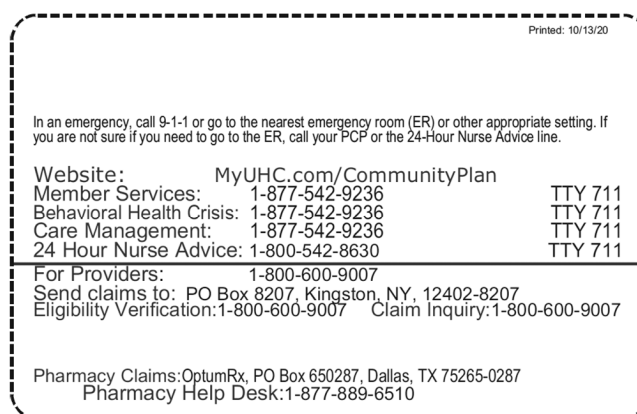 Printed: 10/13/20
In an emergency, call 9-1-1 or go to the nearest emergency room (ER) or other appropriate setting. If
you are not sure if you need to go to the ER, call your PCP or the 24-Hour Nurse Advice line.
Website: MyUHC.com/CommunityPlan
Member Services: 1-877-542-9236 TTY 711
Behavioral Health Crisis: 1-877-542-9236 TTY 711
Care Management: 1-877-542-9236 TTY 711
24 Hour Nurse Advice: 1-800-542-8630 TTY 711
For Providers: 1-800-600-9007
Send claims to: PO Box 8207, Kingston, NY, 12402-8207
Eligibility Verification:1-800-600-9007 Claim Inquiry:1-800-600-9007
Pharmacy Claims:OptumRx, PO Box 650287, Dallas, TX 75265-0287
Pharmacy Help Desk:1-877-889-6510